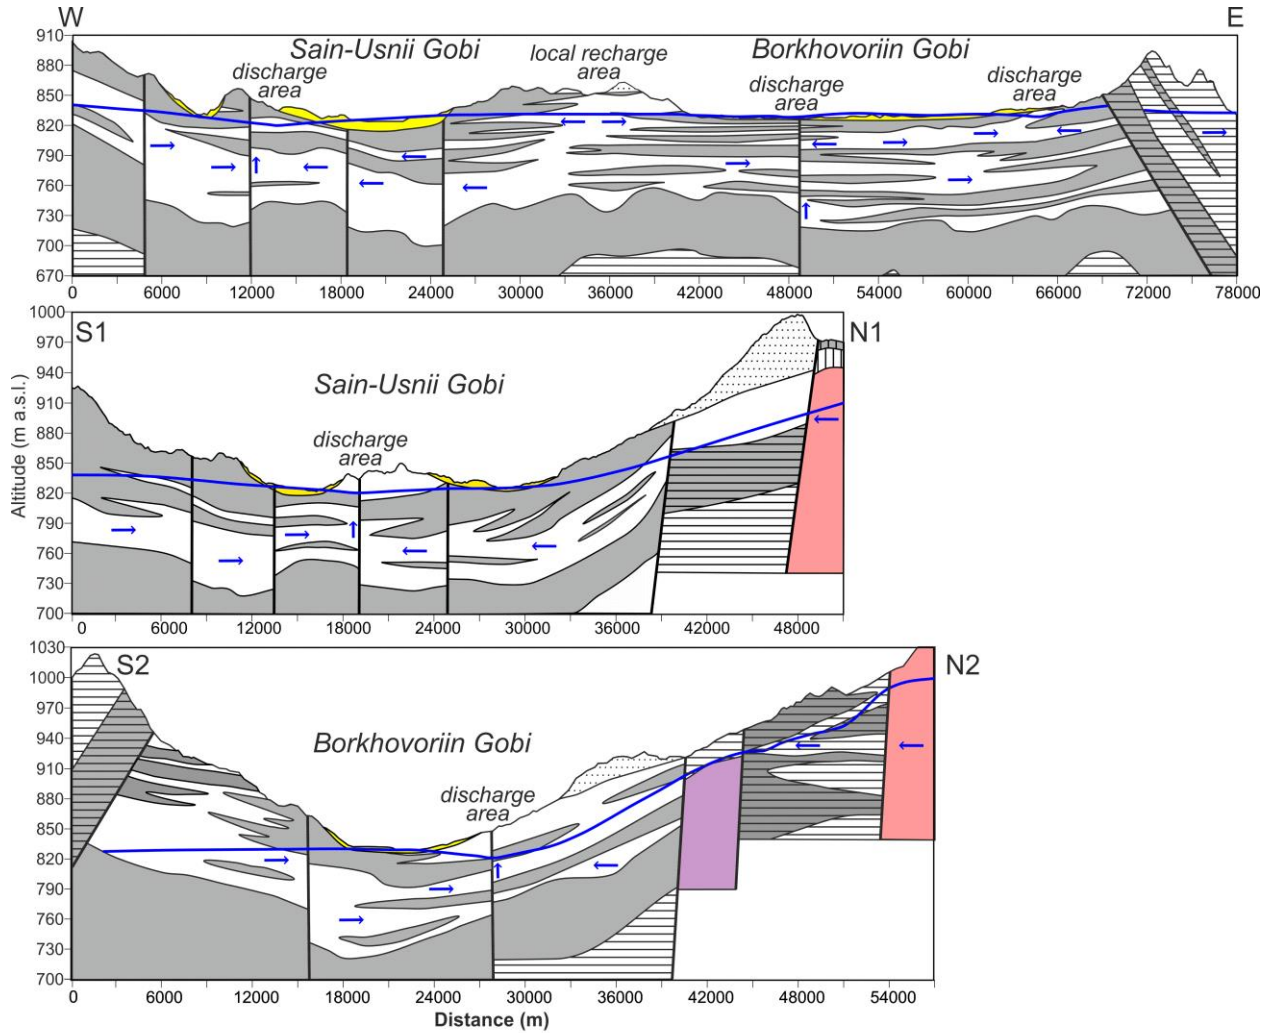 W
E
Sain-Usnii Gobi
local recharge
area
Borkhovoriin Gobi
discharge
area
discharge
area
discharge
area
910
880
850
820
790
760
730
700
670
0 6000 12000 18000 24000 30000 36000 42000 48000 54000 60000 66000 72000 78000
S1
N1
Sain-Usnii Gobi
discharge
area
Altitude (m a.s.l.)
1000
970
940
910
880
850
820
790
760
730
700
0 6000 12000 18000 24000 30000 36000 42000 48000
S2
N2
Borkhovoriin Gobi
discharge
area
1030
1000
970
940
910
880
850
820
790
760
730
700
0 6000 12000 18000 24000 30000 36000 42000 48000 54000
Distance (m)